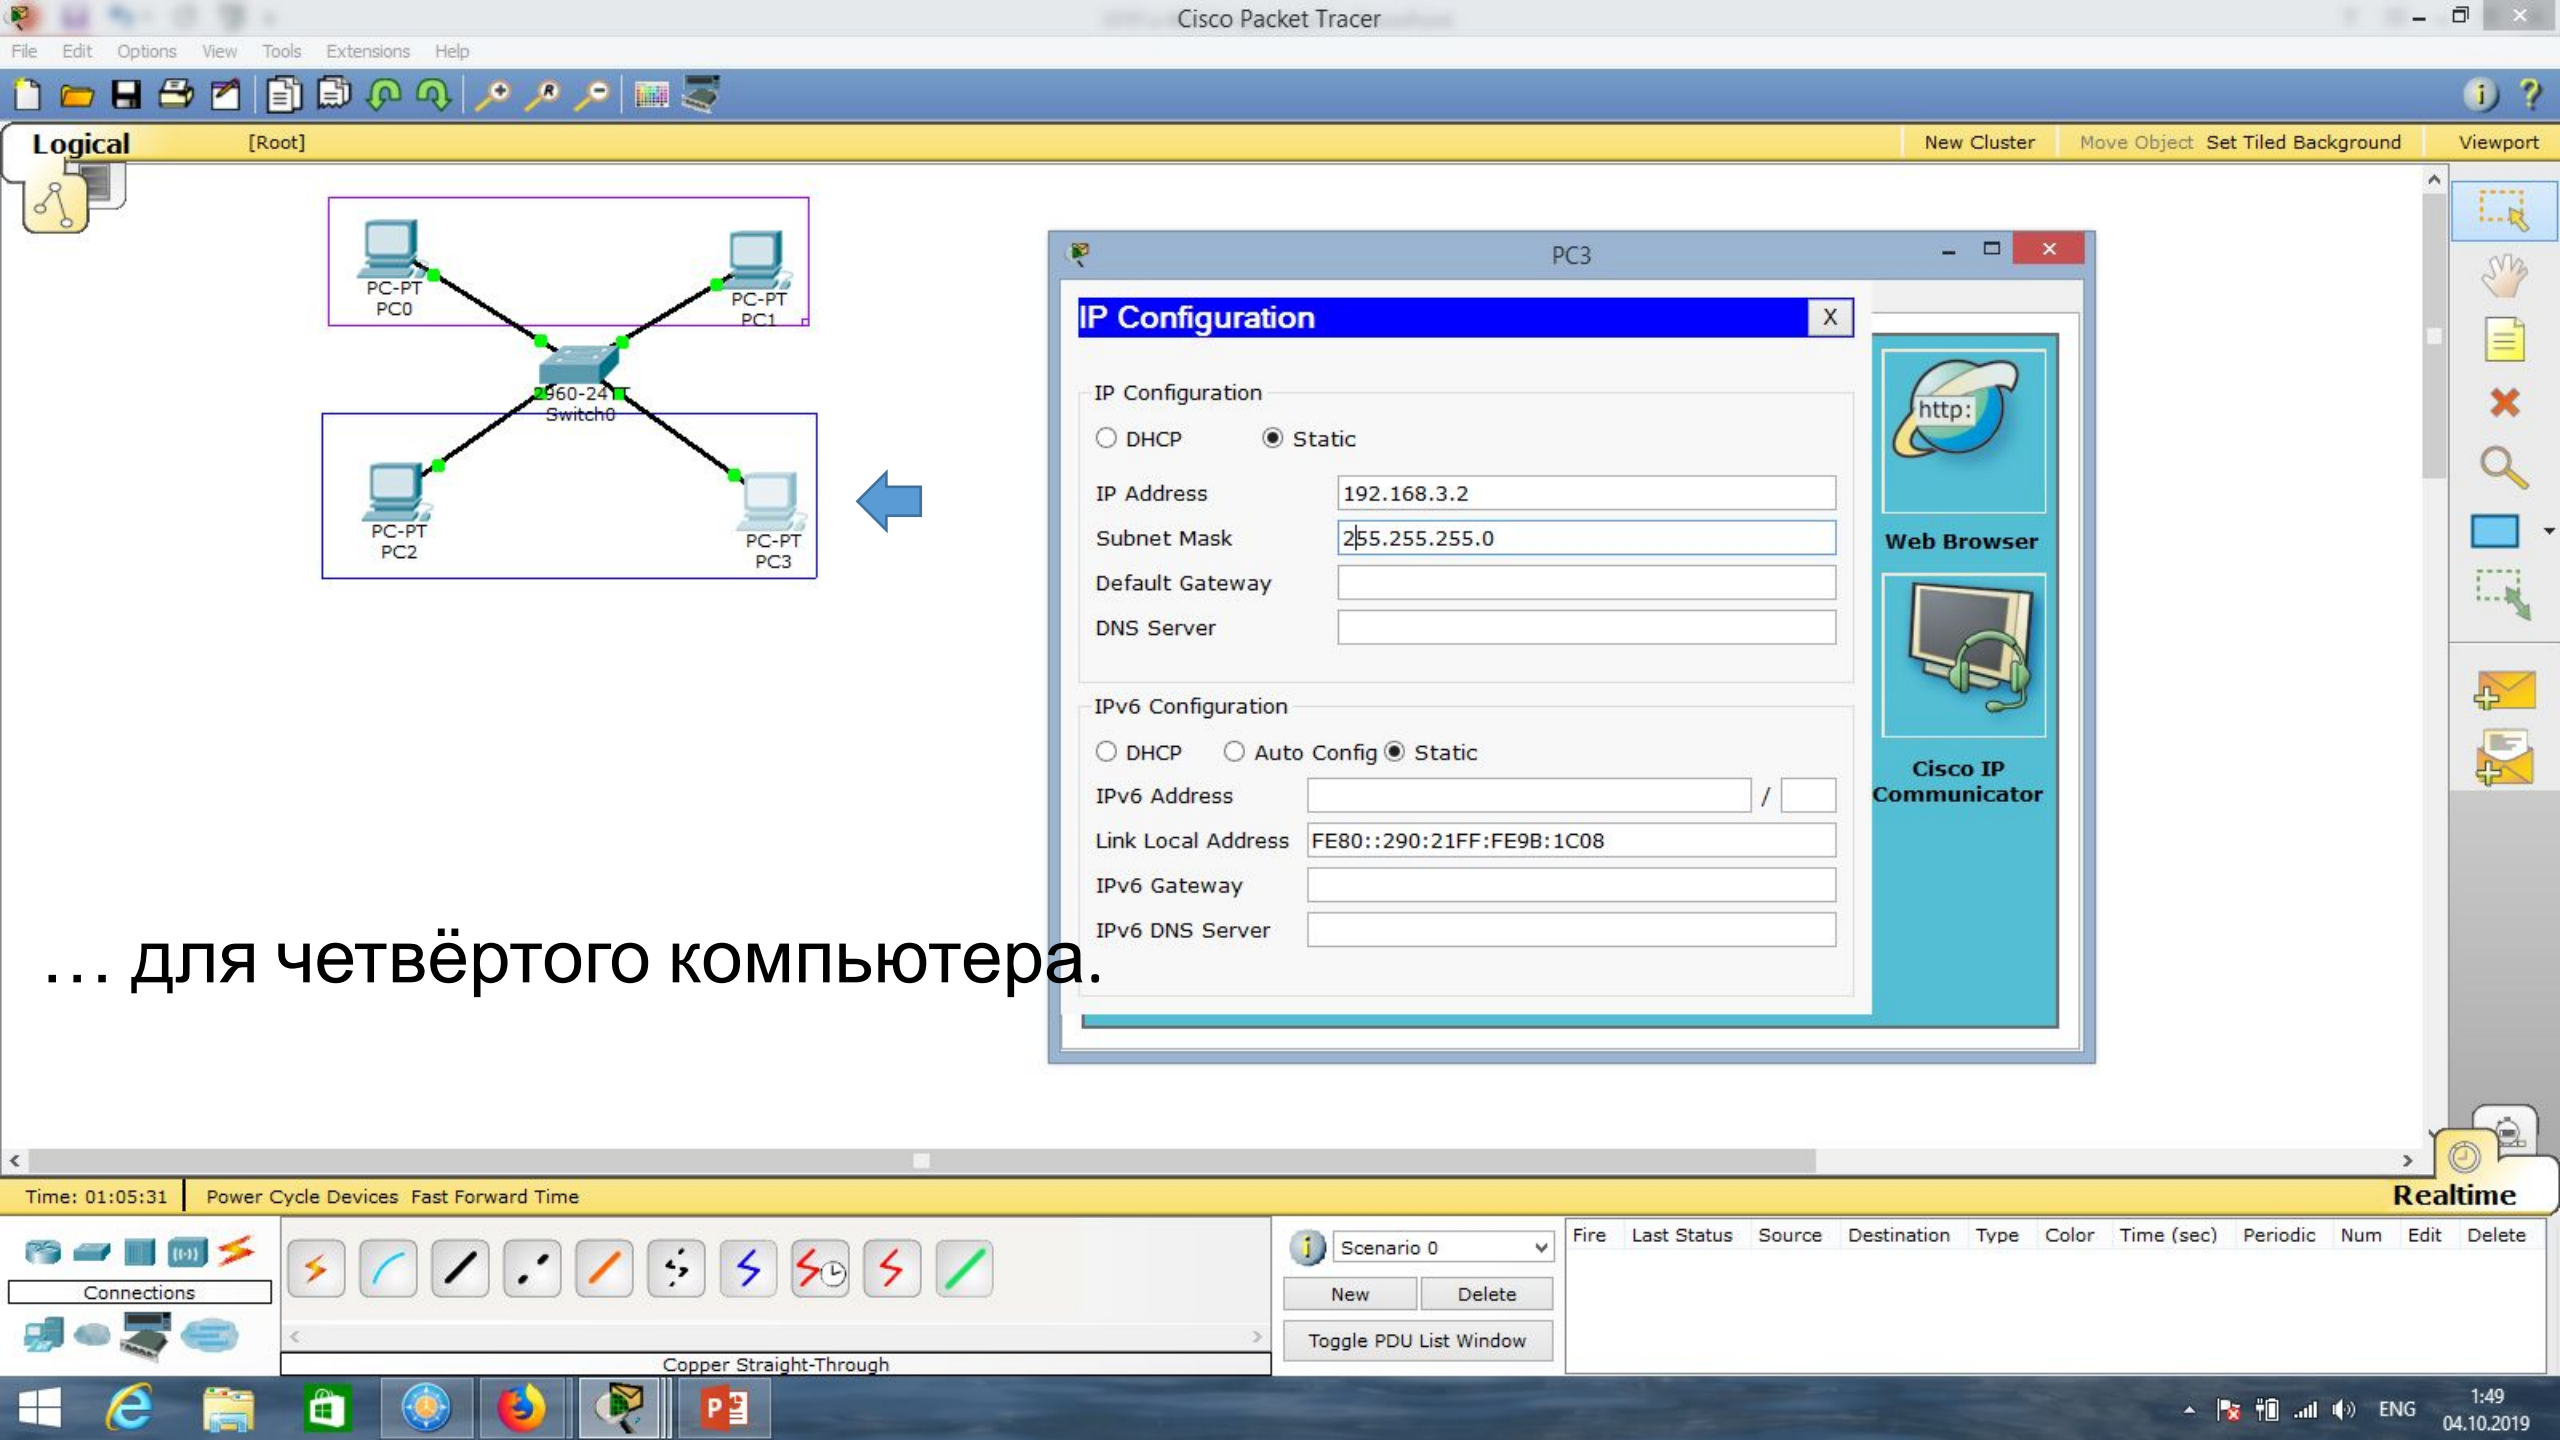 Cisco Packet Tracer
File Edit Options View Tools Extensions Help
Logical [Root] New Cluster Move Object Set Tiled Background Viewport
PC-PT
PC0
PC-PT
PC1
2960-24TT
Switch0
PC-PT
PC2
PC-PT
PC3
PC3
IP Configuration X
IP Configuration
DHCP Static
IP Address 192.168.3.2
Subnet Mask 255.255.255.0
Default Gateway
DNS Server
IPv6 Configuration
DHCP Auto Config Static
IPv6 Address /
Link Local Address FE80::290:21FF:FE9B:1C08
IPv6 Gateway
IPv6 DNS Server
http:
Web Browser
Cisco IP
Communicator
… для четвёртого компьютера.
Time: 01:05:31 Power Cycle Devices Fast Forward Time Realtime
Connections
Copper Straight-Through
Scenario 0
New Delete
Toggle PDU List Window
Fire Last Status Source Destination Type Color Time (sec) Periodic Num Edit Delete
ENG
1:49
04.10.2019